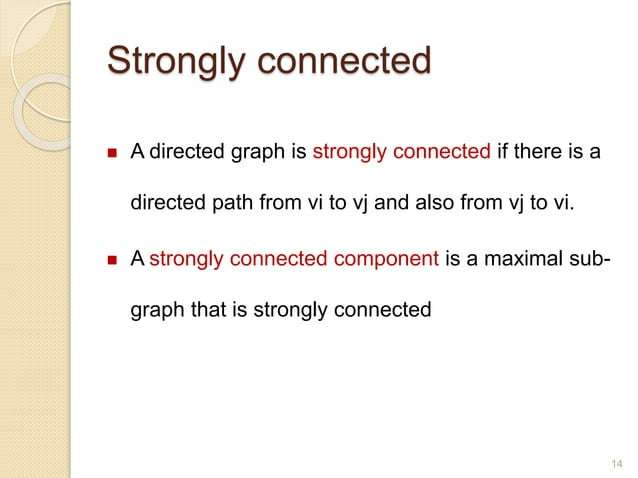 Strongly connected
A directed graph is strongly connected if there is a
directed path from vi to vj and also from vj to vi.
A strongly connected component is a maximal sub-
graph that is strongly connected
14